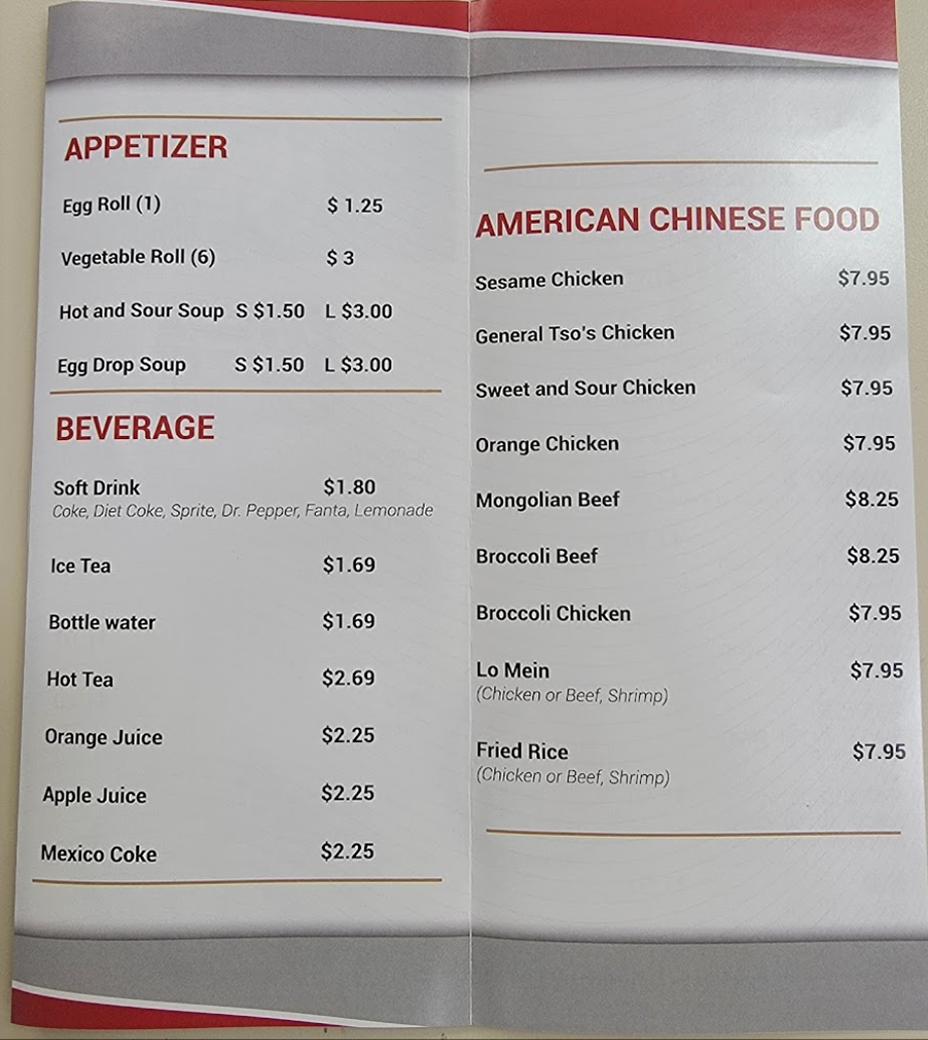 APPETIZER
Egg Roll (1) $ 1.25
Vegetable Roll (6) $ 3
Hot and Sour Soup S $1.50 L $3.00
Egg Drop Soup S $1.50 L $3.00
BEVERAGE
Soft Drink $1.80
Coke, Diet Coke, Sprite, Dr. Pepper, Fanta, Lemonade
Ice Tea $1.69
Bottle water $1.69
Hot Tea $2.69
Orange Juice $2.25
Apple Juice $2.25
Mexico Coke $2.25
AMERICAN CHINESE FOOD
Sesame Chicken $7.95
General Tso's Chicken $7.95
Sweet and Sour Chicken $7.95
Orange Chicken $7.95
Mongolian Beef $8.25
Broccoli Beef $8.25
Broccoli Chicken $7.95
Lo Mein $7.95
(Chicken or Beef, Shrimp)
Fried Rice $7.95
(Chicken or Beef, Shrimp)